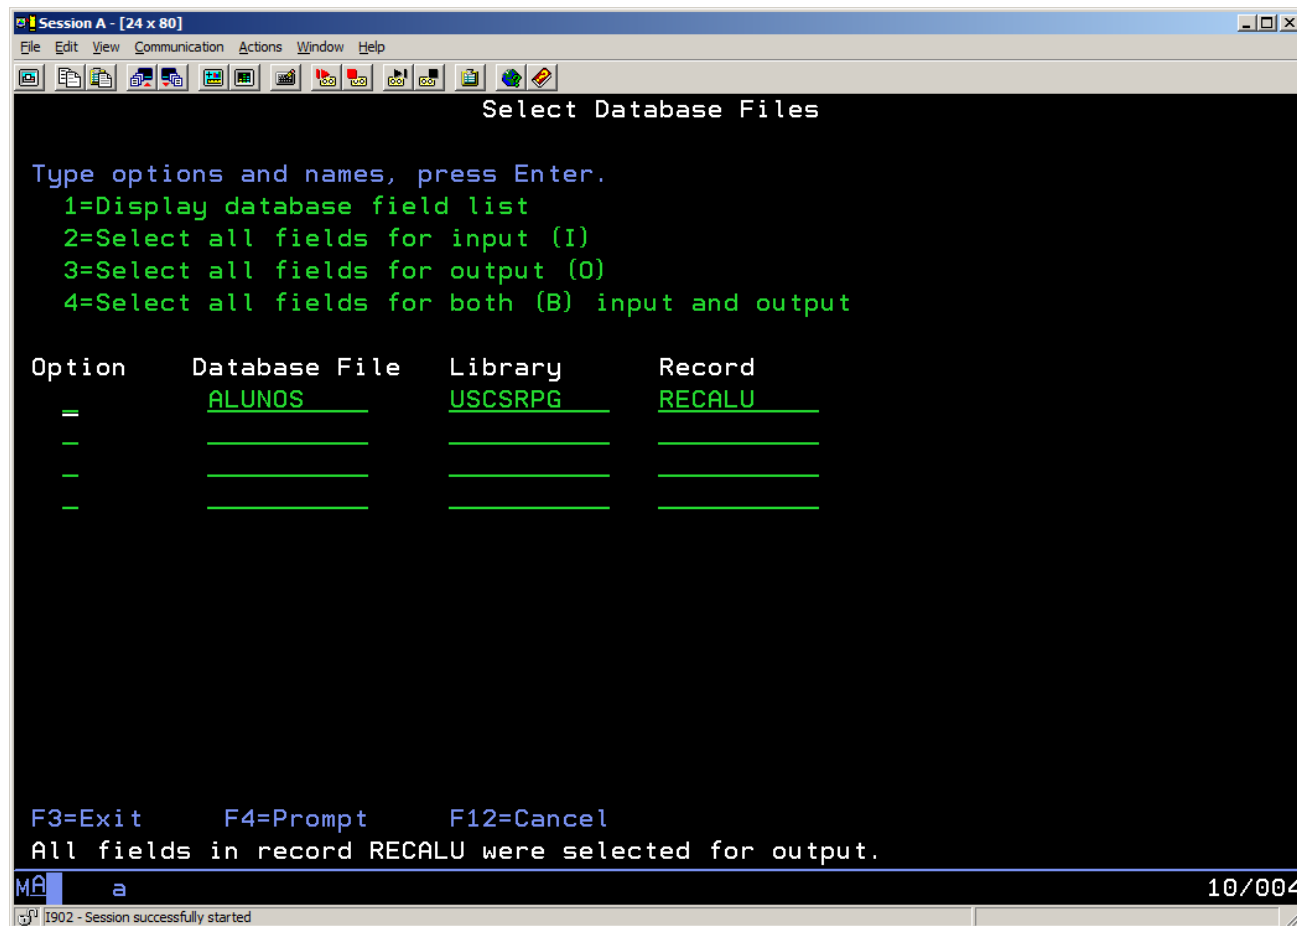 Session A - [24 x 80]
File Edit View Communication Actions Window Help
Select Database Files
Type options and names, press Enter.
1=Display database field list
2=Select all fields for input (I)
3=Select all fields for output (O)
4=Select all fields for both (B) input and output
Option Database File Library Record
ALUNOS USCSRPG RECALU
F3=Exit F4=Prompt F12=Cancel
All fields in record RECALU were selected for output.
MA a 10/004
I902 - Session successfully started